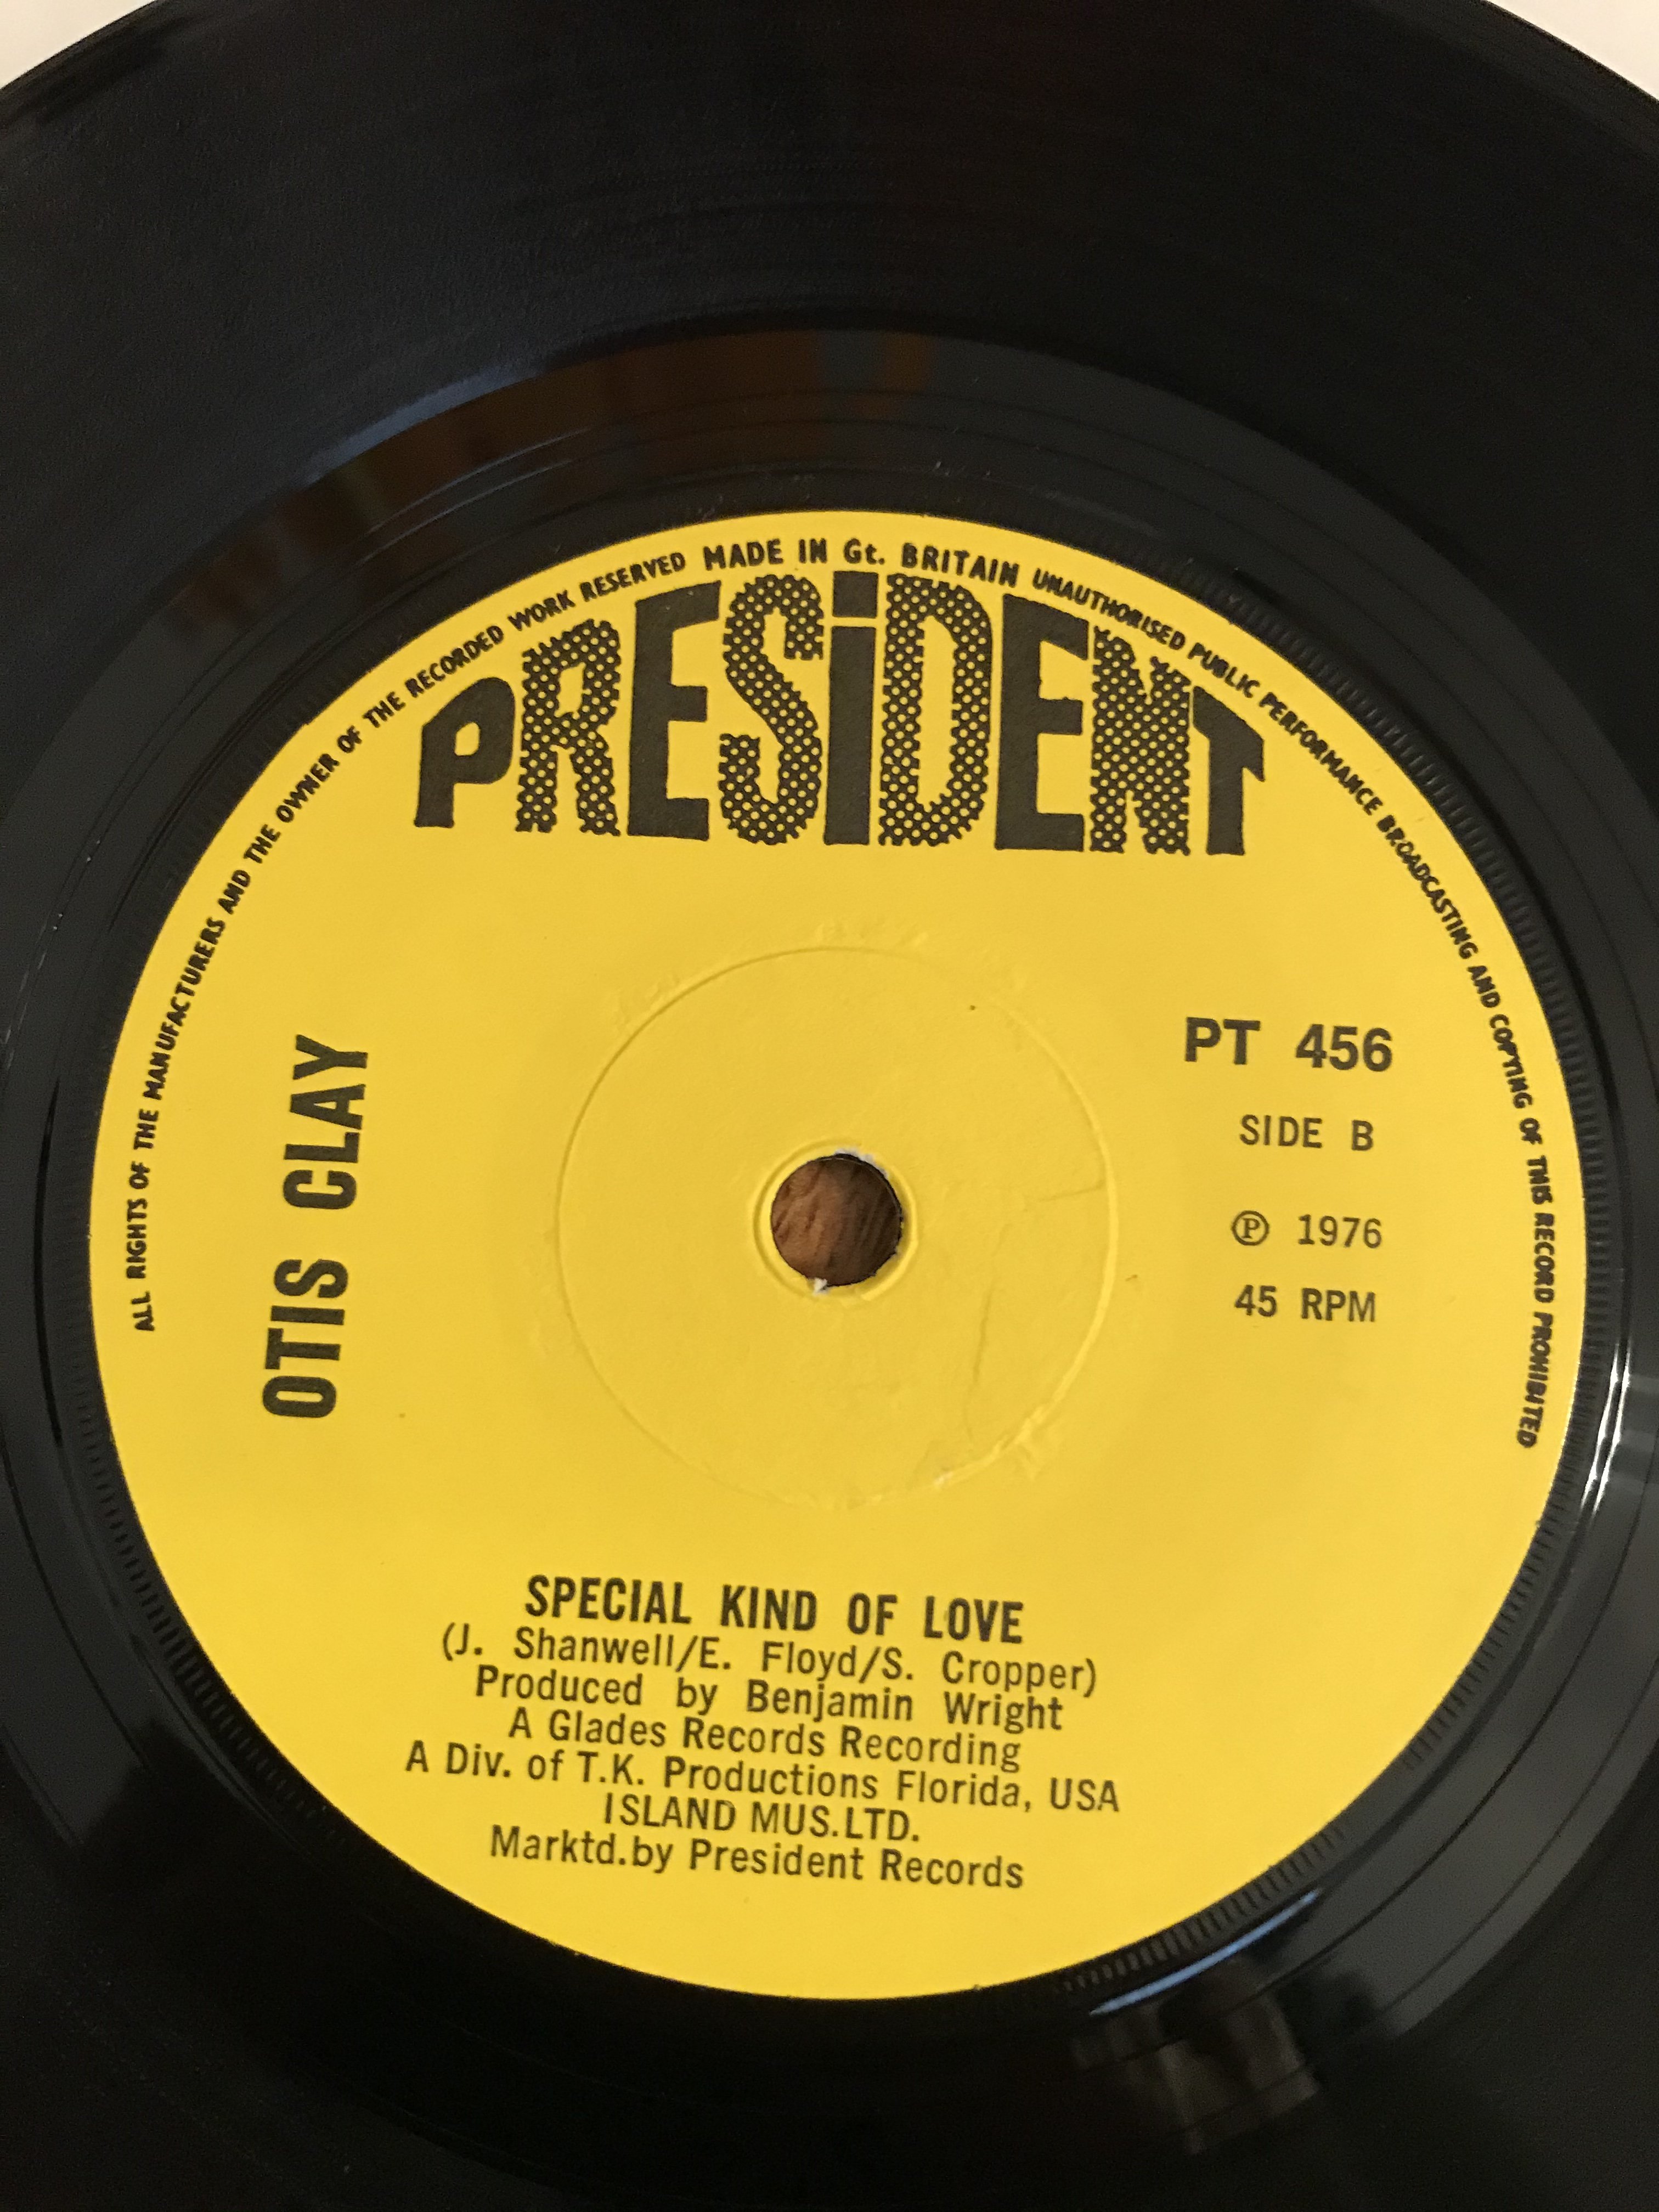 ALL RIGHTS OF THE MANUFACTURERS AND THE OWNER OF THE RECORDED WORK RESERVED MADE IN Gt. BRITAIN UNAUTHORISED PUBLIC PERFORMANCE BROADCASTING AND COPYING OF THIS RECORD PROHIBITED
PRESiDENT
OTIS CLAY
PT 456
SIDE B
℗ 1976
45 RPM
SPECIAL KIND OF LOVE
(J. Shanwell/E. Floyd/S. Cropper)
Produced by Benjamin Wright
A Glades Records Recording
A Div. of T.K. Productions Florida, USA
ISLAND MUS.LTD.
Marktd.by President Records